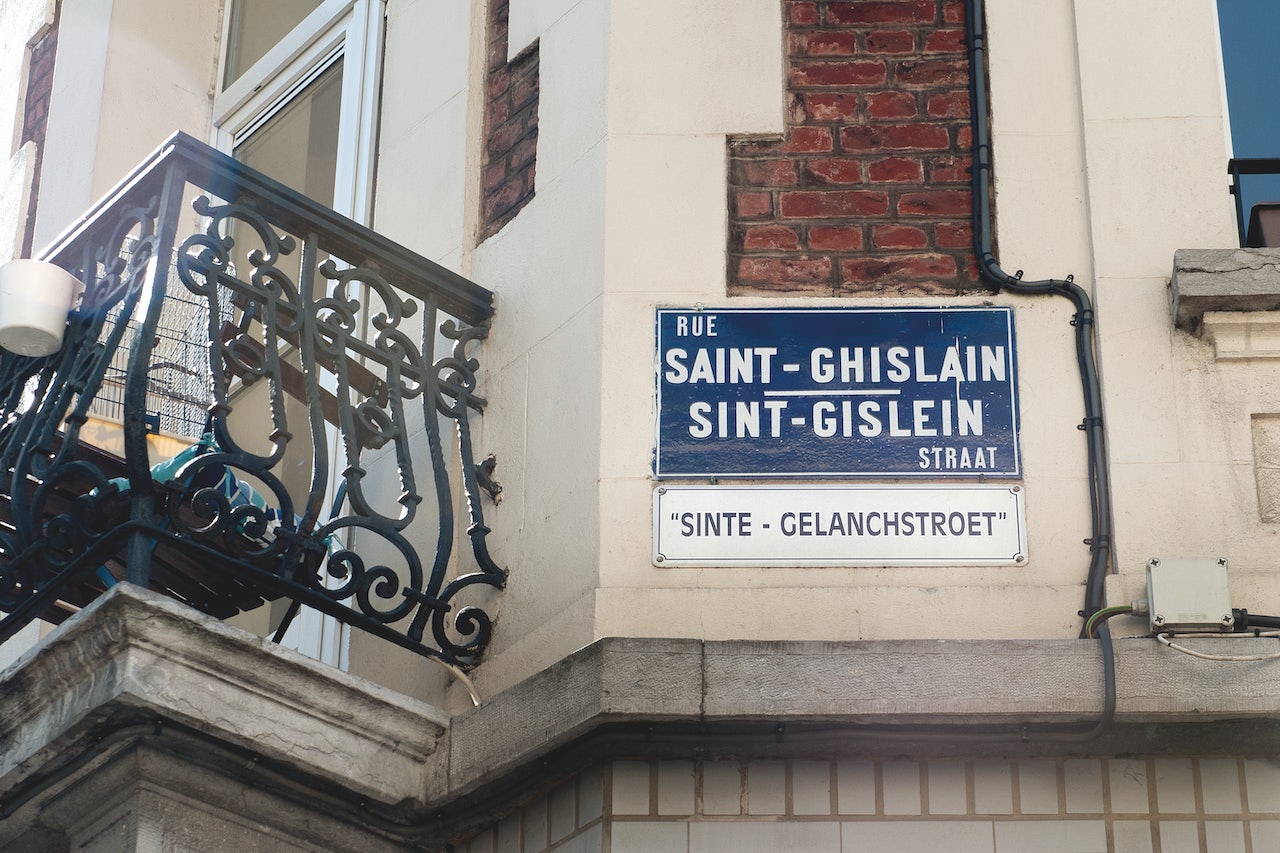 RUE
SAINT-GHISLAIN
SINT-GISLEIN
STRAAT
"SINTE - GELANCHSTROET"